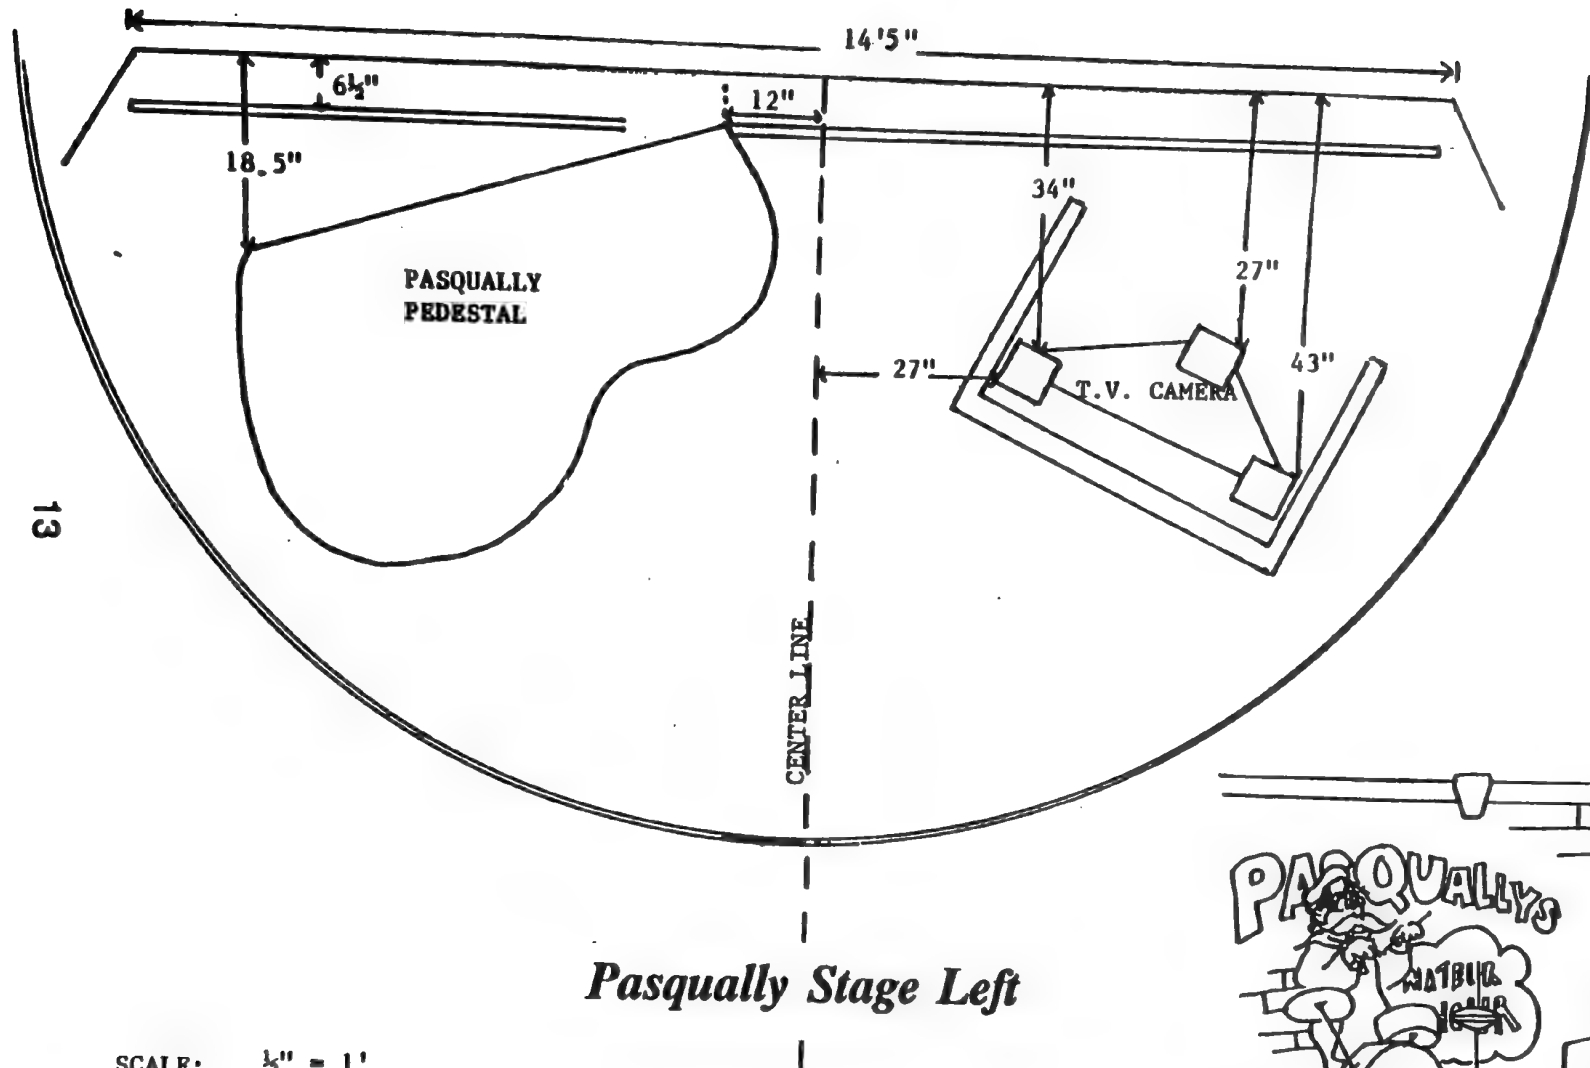 14'5"
6½"
12"
18.5"
34"
PASQUALLY
PEDESTAL
27"
27"
43"
T.V. CAMERA
13
CENTER LINE
PASQUALLYS
Pasqually Stage Left
SCALE: ½" = 1'